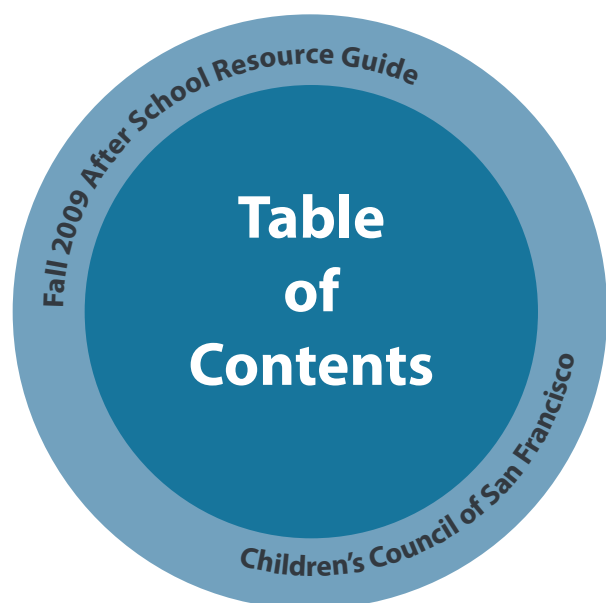 Fall 2009 After School Resource Guide
Table
of
Contents
Children's Council of San Francisco